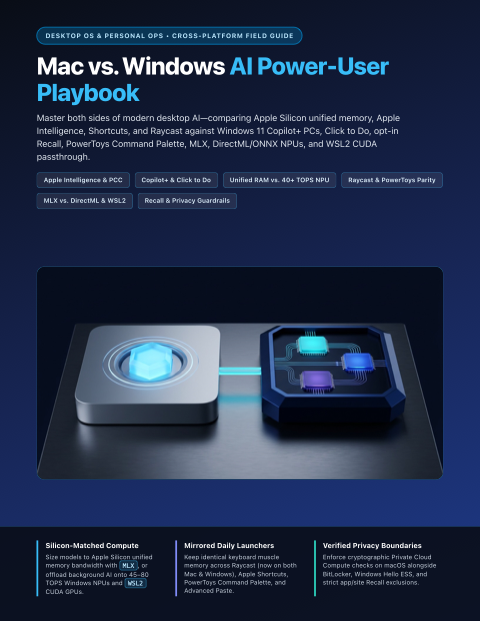 DESKTOP OS & PERSONAL OPS • CROSS-PLATFORM FIELD GUIDE
Mac vs. Windows AI Power-User
Playbook
Master both sides of modern desktop AI—comparing Apple Silicon unified memory, Apple
Intelligence, Shortcuts, and Raycast against Windows 11 Copilot+ PCs, Click to Do, opt-in
Recall, PowerToys Command Palette, MLX, DirectML/ONNX NPUs, and WSL2 CUDA
passthrough.
Apple Intelligence & PCC
Copilot+ & Click to Do
Unified RAM vs. 40+ TOPS NPU
Raycast & PowerToys Parity
MLX vs. DirectML & WSL2
Recall & Privacy Guardrails
Silicon-Matched Compute
Size models to Apple Silicon unified
memory bandwidth with MLX, or
offload background AI onto 45–80
TOPS Windows NPUs and WSL2
CUDA GPUs.
Mirrored Daily Launchers
Keep identical keyboard muscle
memory across Raycast (now on both
Mac & Windows), Apple Shortcuts,
PowerToys Command Palette, and
Advanced Paste.
Verified Privacy Boundaries
Enforce cryptographic Private Cloud
Compute checks on macOS alongside
BitLocker, Windows Hello ESS, and
strict app/site Recall exclusions.